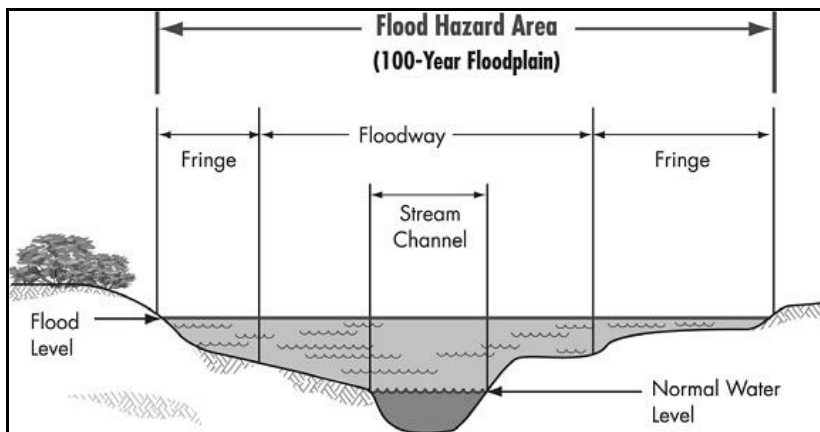 Flood Hazard Area
(100-Year Floodplain)
Floodway
Fringe
Fringe
Stream
Channel
Flood
Level
Normal Water
Level